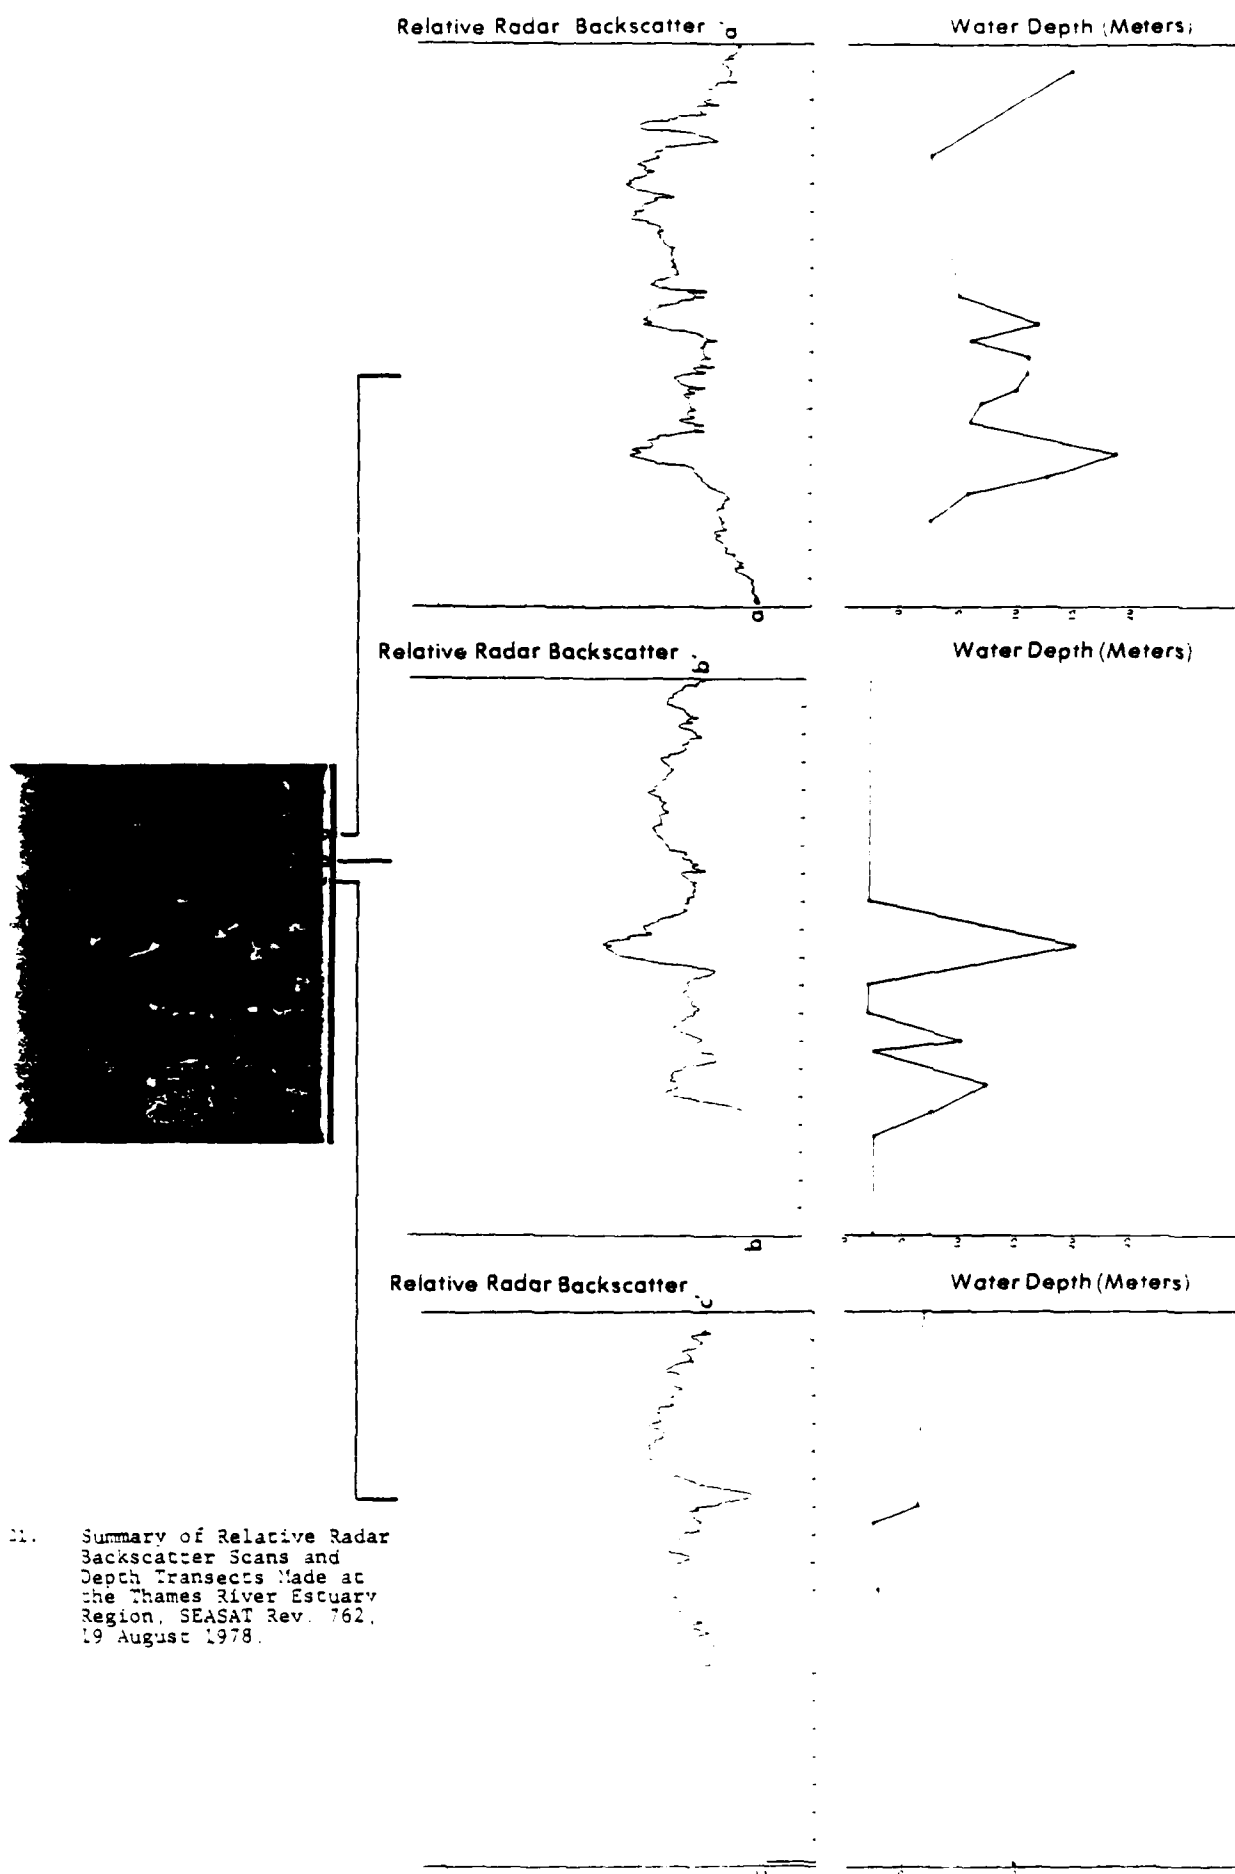 Relative Radar Backscatter a'
Water Depth (Meters)
a
Relative Radar Backscatter b'
Water Depth (Meters)
b
Relative Radar Backscatter c'
Water Depth (Meters)
Summary of Relative Radar
Backscatter Scans and
Depth Transects Made at
the Thames River Estuary
Region, SEASAT Rev. 762,
19 August 1978.